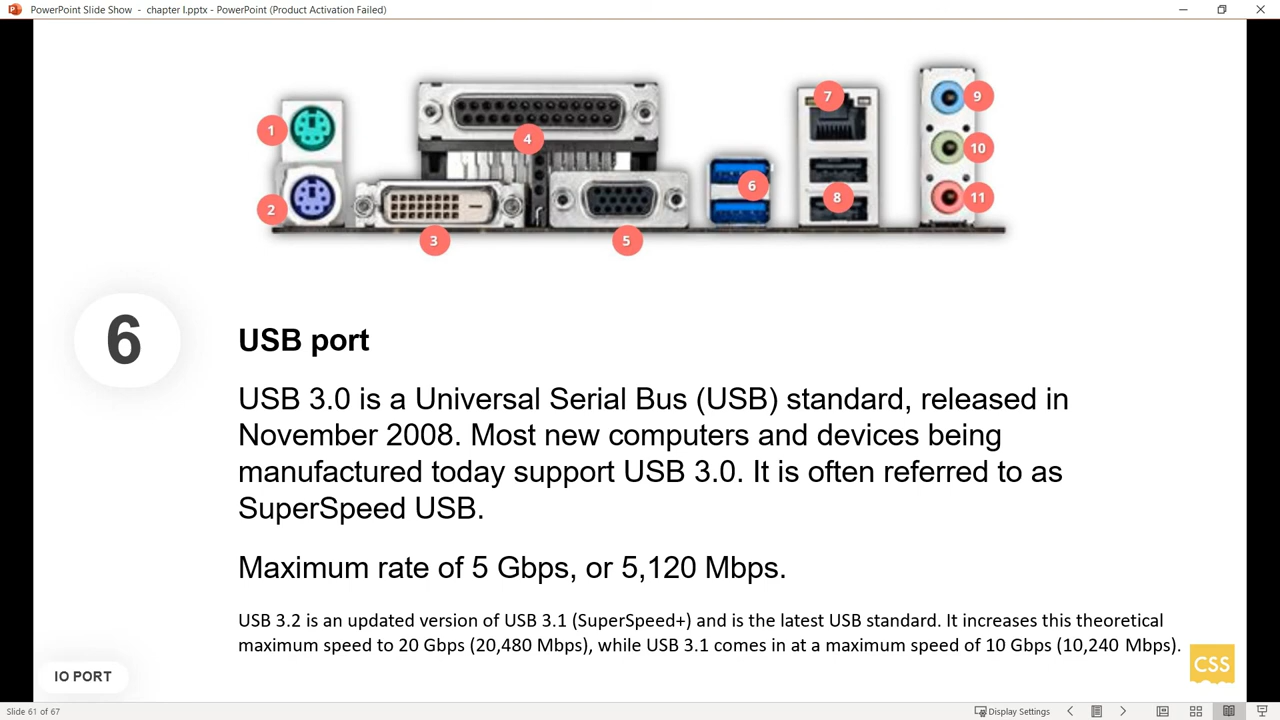 PowerPoint Slide Show - chapter I.pptx - PowerPoint (Product Activation Failed)
1
2
3
4
5
6
7
8
9
10
11
6
USB port
USB 3.0 is a Universal Serial Bus (USB) standard, released in
November 2008. Most new computers and devices being
manufactured today support USB 3.0. It is often referred to as
SuperSpeed USB.
Maximum rate of 5 Gbps, or 5,120 Mbps.
USB 3.2 is an updated version of USB 3.1 (SuperSpeed+) and is the latest USB standard. It increases this theoretical
maximum speed to 20 Gbps (20,480 Mbps), while USB 3.1 comes in at a maximum speed of 10 Gbps (10,240 Mbps).
IO PORT
CSS
Slide 61 of 67
Display Settings